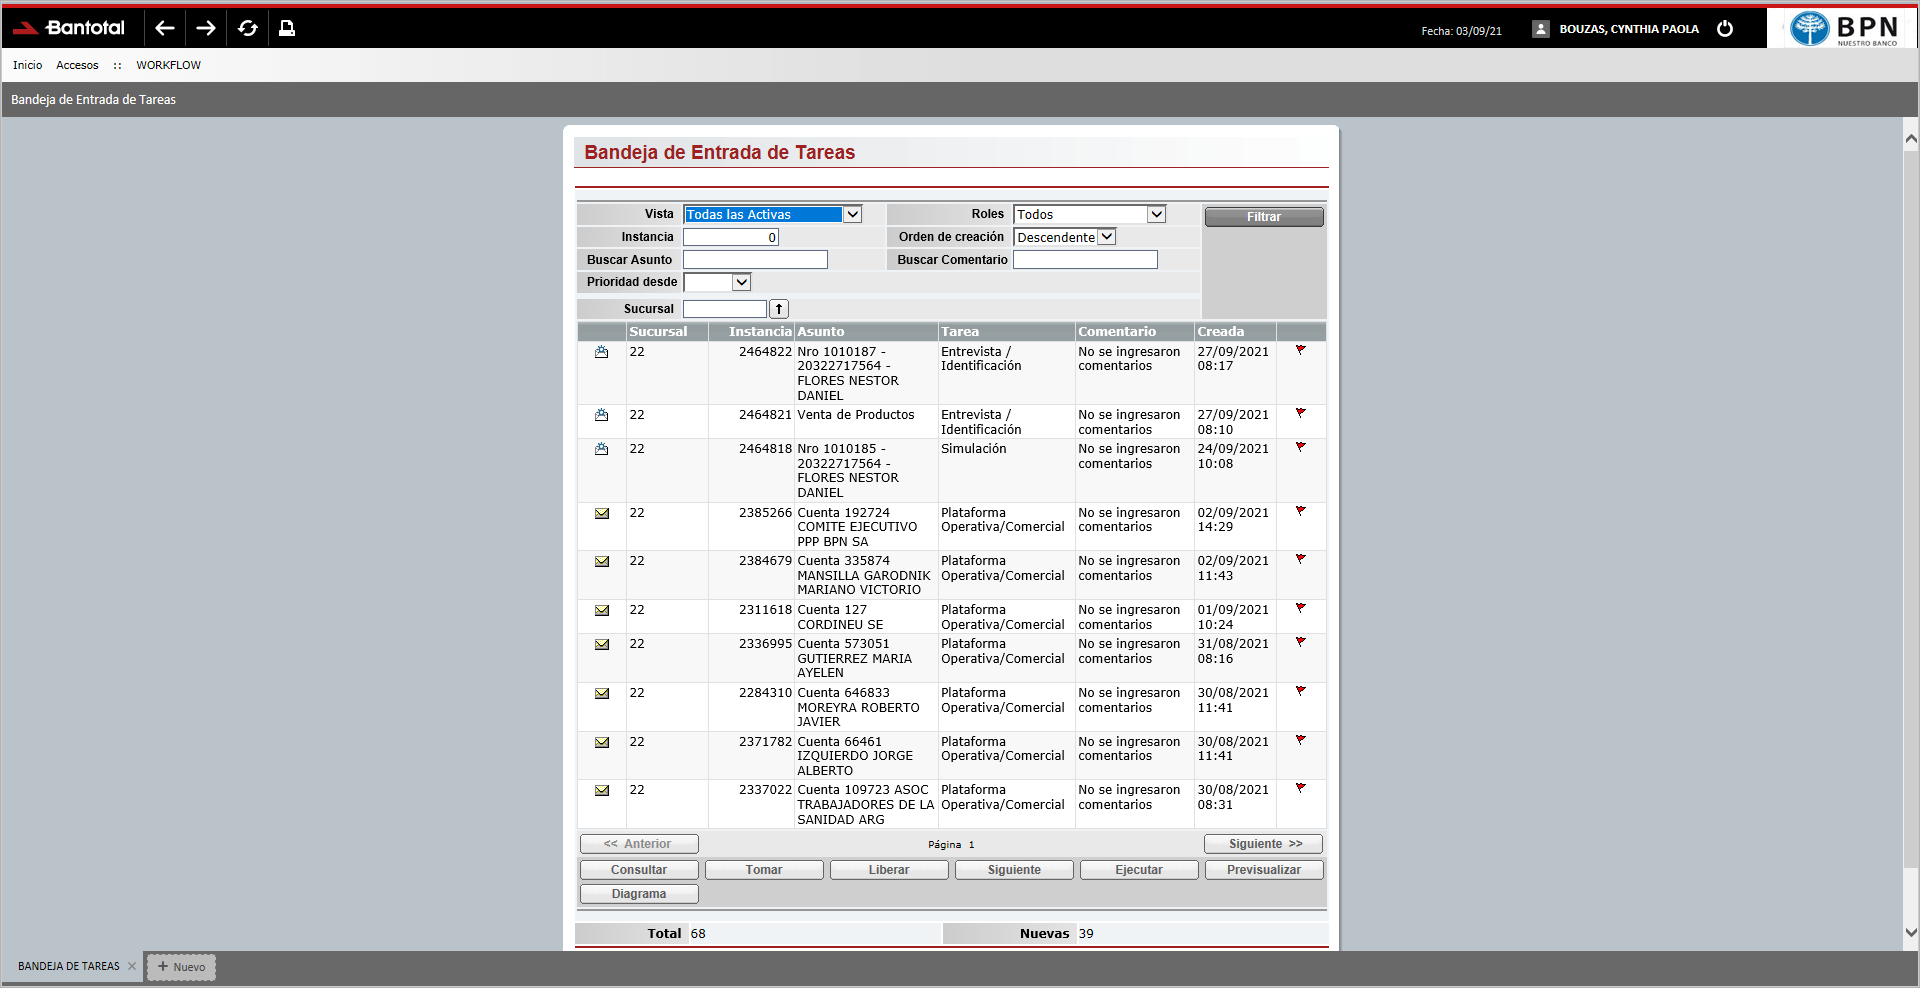 Bantotal
Fecha: 03/09/21
BOUZAS, CYNTHIA PAOLA
BPN
NUESTRO BANCO
Inicio Accesos :: WORKFLOW
Bandeja de Entrada de Tareas
Bandeja de Entrada de Tareas
Vista Todas las Activas Roles Todos Filtrar
Instancia 0 Orden de creación Descendente
Buscar Asunto Buscar Comentario
Prioridad desde
Sucursal
Sucursal Instancia Asunto Tarea Comentario Creada
22 2464822 Nro 1010187 - Entrevista / No se ingresaron 27/09/2021
20322717564 - Identificación comentarios 08:17
FLORES NESTOR
DANIEL
22 2464821 Venta de Productos Entrevista / No se ingresaron 27/09/2021
Identificación comentarios 08:10
22 2464818 Nro 1010185 - Simulación No se ingresaron 24/09/2021
20322717564 - comentarios 10:08
FLORES NESTOR
DANIEL
22 2385266 Cuenta 192724 Plataforma No se ingresaron 02/09/2021
COMITE EJECUTIVO Operativa/Comercial comentarios 14:29
PPP BPN SA
22 2384679 Cuenta 335874 Plataforma No se ingresaron 02/09/2021
MANSILLA GARODNIK Operativa/Comercial comentarios 11:43
MARIANO VICTORIO
22 2311618 Cuenta 127 Plataforma No se ingresaron 01/09/2021
CORDINEU SE Operativa/Comercial comentarios 10:24
22 2336995 Cuenta 573051 Plataforma No se ingresaron 31/08/2021
GUTIERREZ MARIA Operativa/Comercial comentarios 08:16
AYELEN
22 2284310 Cuenta 646833 Plataforma No se ingresaron 30/08/2021
MOREYRA ROBERTO Operativa/Comercial comentarios 11:41
JAVIER
22 2371782 Cuenta 66461 Plataforma No se ingresaron 30/08/2021
IZQUIERDO JORGE Operativa/Comercial comentarios 11:41
ALBERTO
22 2337022 Cuenta 109723 ASOC Plataforma No se ingresaron 30/08/2021
TRABAJADORES DE LA Operativa/Comercial comentarios 08:31
SANIDAD ARG
<< Anterior Página 1 Siguiente >>
Consultar Tomar Liberar Siguiente Ejecutar Previsualizar
Diagrama
Total 68 Nuevas 39
BANDEJA DE TAREAS × + Nuevo